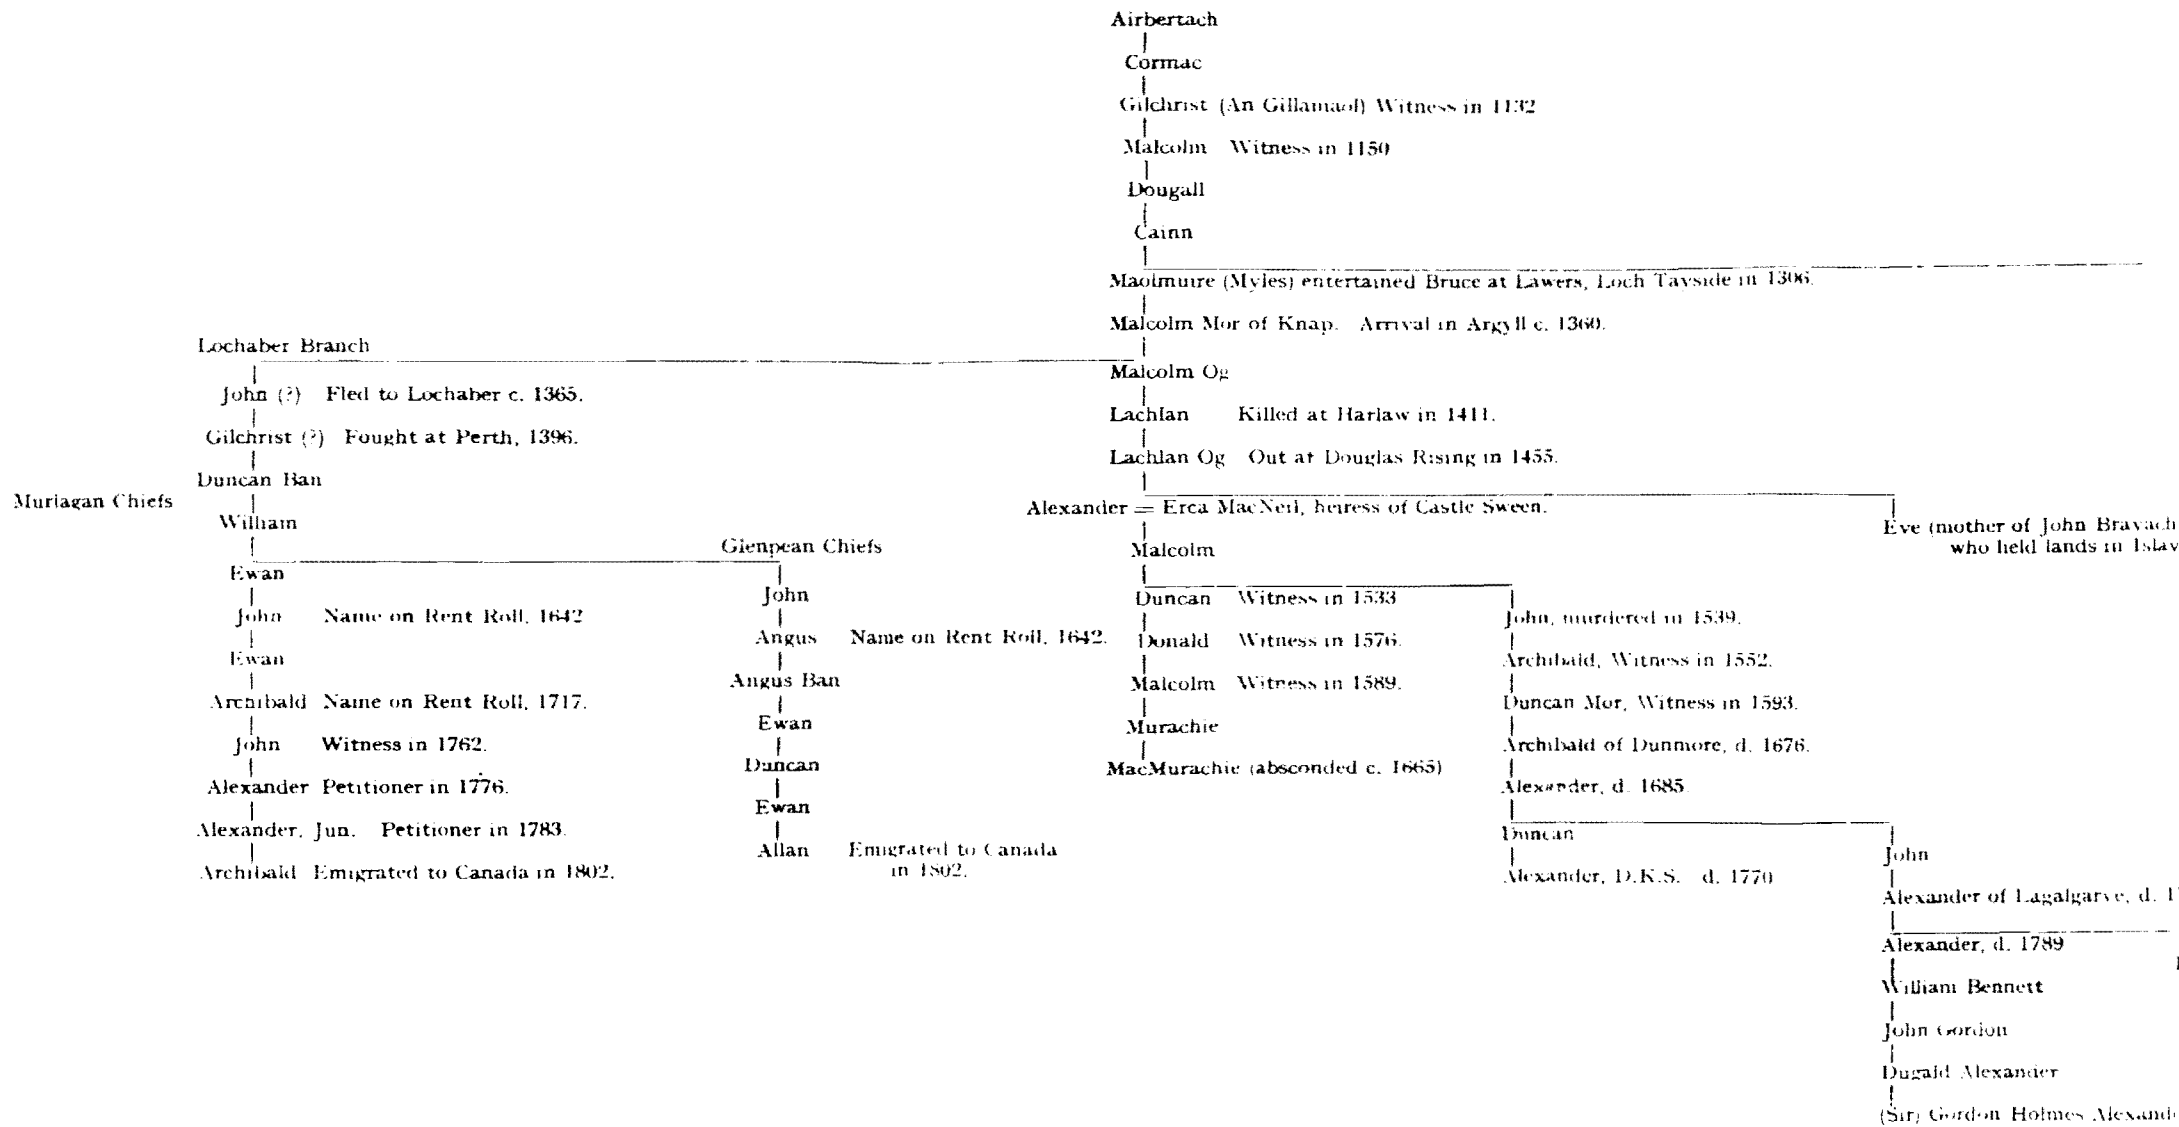 Airbertach
Cormac
Gilchrist (An Gillamaol) Witness in 1132
Malcolm Witness in 1150
Dougall
Cainn
Maolmuire (Myles) entertained Bruce at Lawers, Loch Tayside in 1306.
Malcolm Mor of Knap. Arrival in Argyll c. 1360.
Lochaber Branch
John (?) Fled to Lochaber c. 1365.
Gilchrist (?) Fought at Perth, 1396.
Duncan Ban
Murlagan Chiefs
William
Ewan
John Name on Rent Roll, 1642
Ewan
Archibald Name on Rent Roll, 1717.
John Witness in 1762.
Alexander Petitioner in 1776.
Alexander, Jun. Petitioner in 1783.
Archibald Emigrated to Canada in 1802.
Glenpean Chiefs
John
Angus Name on Rent Roll, 1642.
Angus Ban
Ewan
Duncan
Ewan
Allan Emigrated to Canada
in 1802.
Malcolm Og
Lachlan Killed at Harlaw in 1411.
Lachlan Og Out at Douglas Rising in 1455.
Alexander = Erca MacNeil, heiress of Castle Sween.
Malcolm
Duncan Witness in 1533
Donald Witness in 1576.
Malcolm Witness in 1589.
Murachie
MacMurachie (absconded c. 1665)
John, murdered in 1539.
Archibald, Witness in 1552.
Duncan Mor, Witness in 1593.
Archibald of Dunmore, d. 1676.
Alexander, d. 1685.
Duncan
Alexander, D.K.S. d. 1770
Eve (mother of John Brayach
who held lands in Islay
John
Alexander of Lagalgarve, d.
Alexander, d. 1789
William Bennett
John Gordon
Dugald Alexander
(Sir) Gordon Holmes